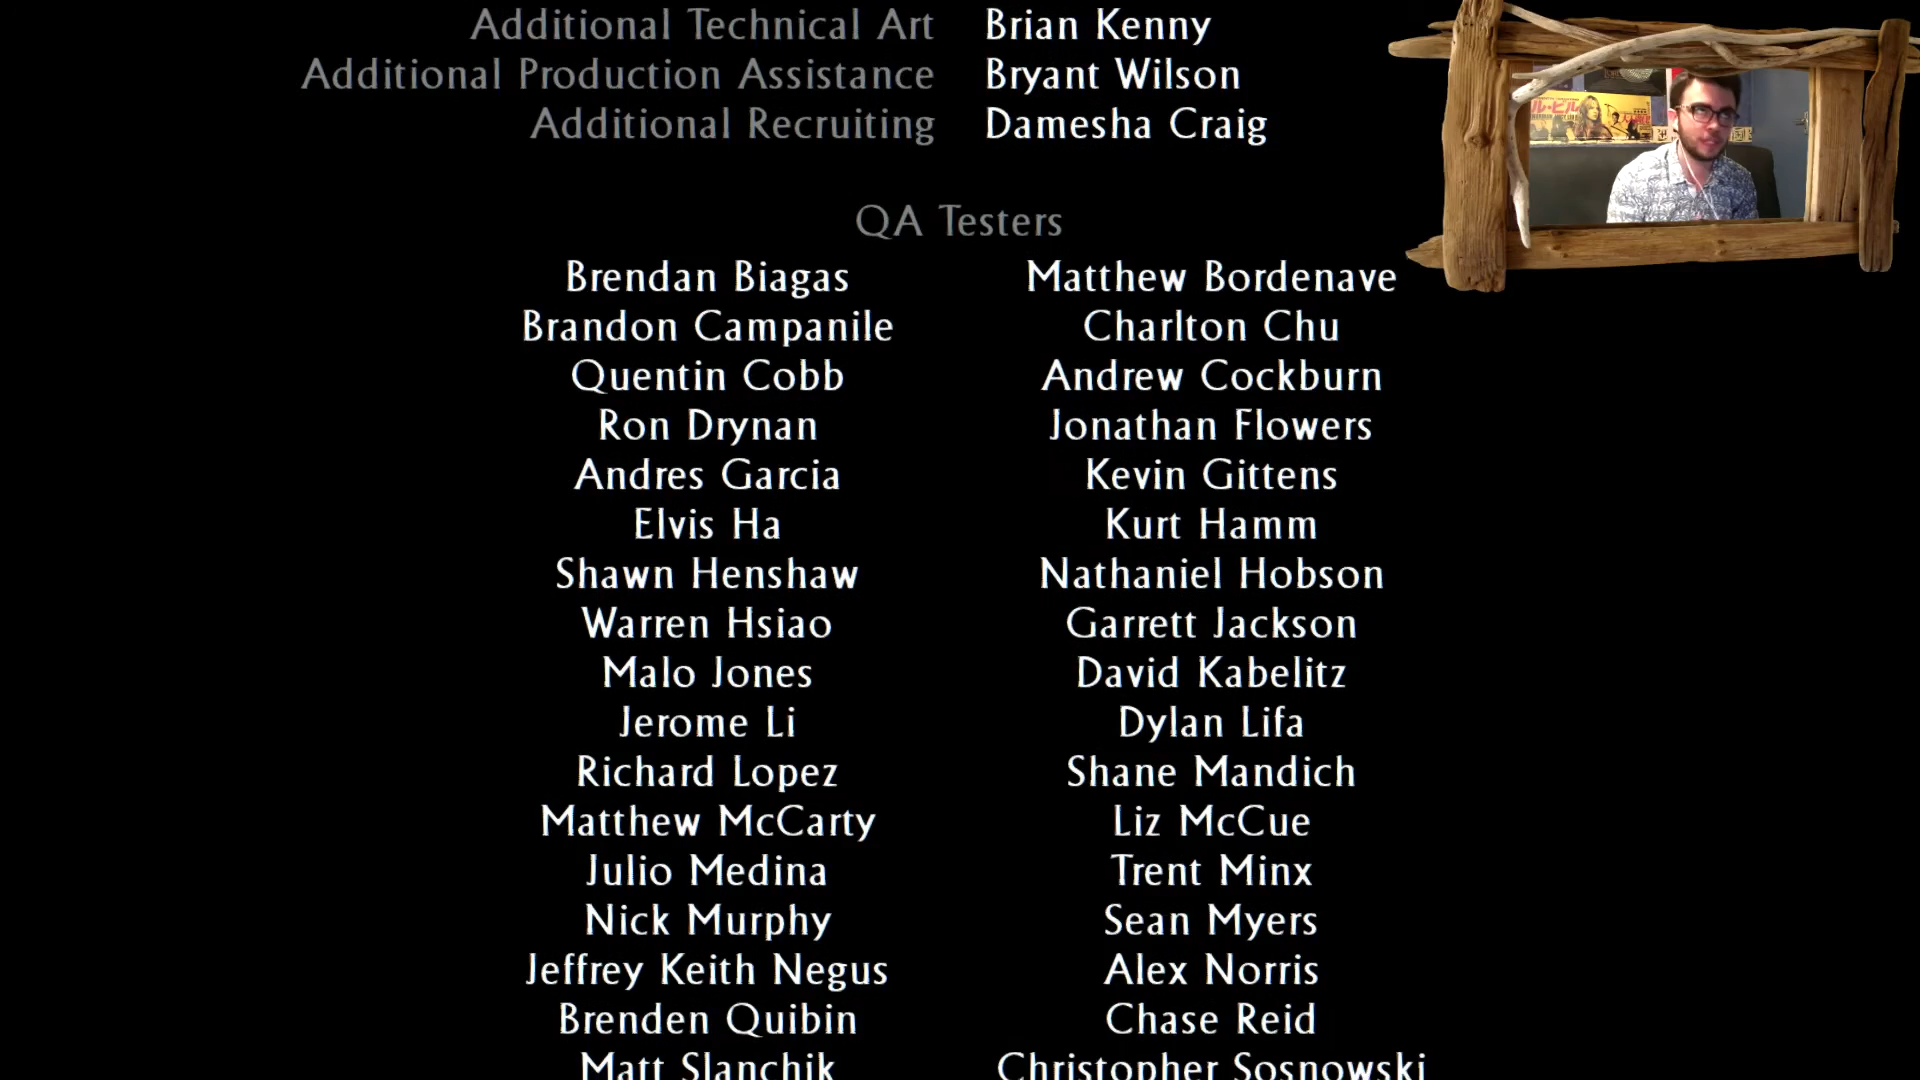 Additional Technical Art Brian Kenny
Additional Production Assistance Bryant Wilson
Additional Recruiting Damesha Craig
QA Testers
Brendan Biagas Matthew Bordenave
Brandon Campanile Charlton Chu
Quentin Cobb Andrew Cockburn
Ron Drynan Jonathan Flowers
Andres Garcia Kevin Gittens
Elvis Ha Kurt Hamm
Shawn Henshaw Nathaniel Hobson
Warren Hsiao Garrett Jackson
Malo Jones David Kabelitz
Jerome Li Dylan Lifa
Richard Lopez Shane Mandich
Matthew McCarty Liz McCue
Julio Medina Trent Minx
Nick Murphy Sean Myers
Jeffrey Keith Negus Alex Norris
Brenden Quibin Chase Reid
Matt Slanchik Christopher Sosnowski